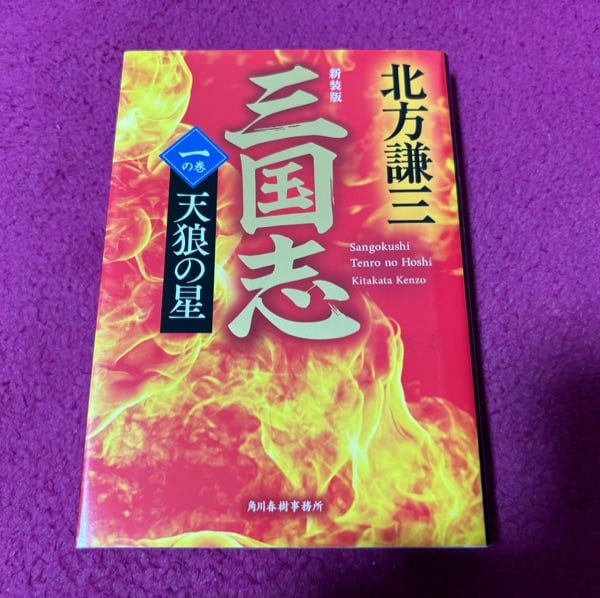 北方謙三
新装版
三国志
一の巻
天狼の星
Sangokushi
Tenro no Hoshi
Kitakata Kenzo
角川春樹事務所